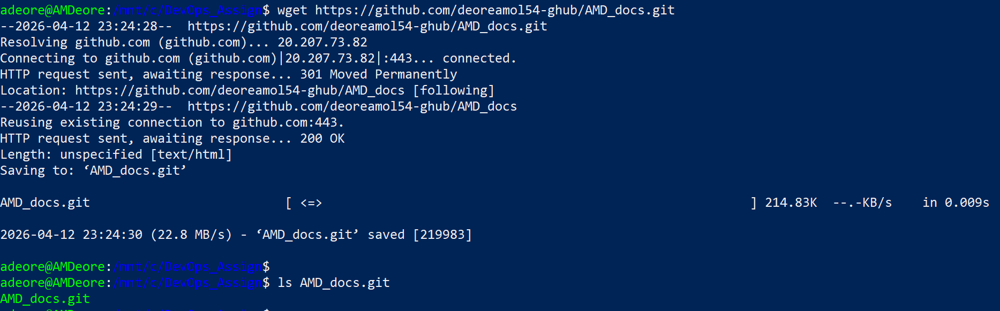 adeore@AMDeore:/mnt/c/DevOps_Assign$ wget https://github.com/deoreamol54-ghub/AMD_docs.git
--2026-04-12 23:24:28--  https://github.com/deoreamol54-ghub/AMD_docs.git
Resolving github.com (github.com)... 20.207.73.82
Connecting to github.com (github.com)|20.207.73.82|:443... connected.
HTTP request sent, awaiting response... 301 Moved Permanently
Location: https://github.com/deoreamol54-ghub/AMD_docs [following]
--2026-04-12 23:24:29--  https://github.com/deoreamol54-ghub/AMD_docs
Reusing existing connection to github.com:443.
HTTP request sent, awaiting response... 200 OK
Length: unspecified [text/html]
Saving to: ‘AMD_docs.git’
AMD_docs.git                          [ <=>                                                         ] 214.83K  --.-KB/s    in 0.009s
2026-04-12 23:24:30 (22.8 MB/s) - ‘AMD_docs.git’ saved [219983]
adeore@AMDeore:/mnt/c/DevOps_Assign$
adeore@AMDeore:/mnt/c/DevOps_Assign$ ls AMD_docs.git
AMD_docs.git